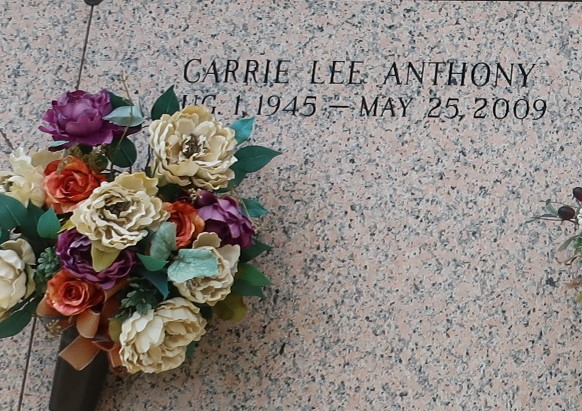 CARRIE LEE ANTHONY
UG. 1, 1945 — MAY 25, 2009